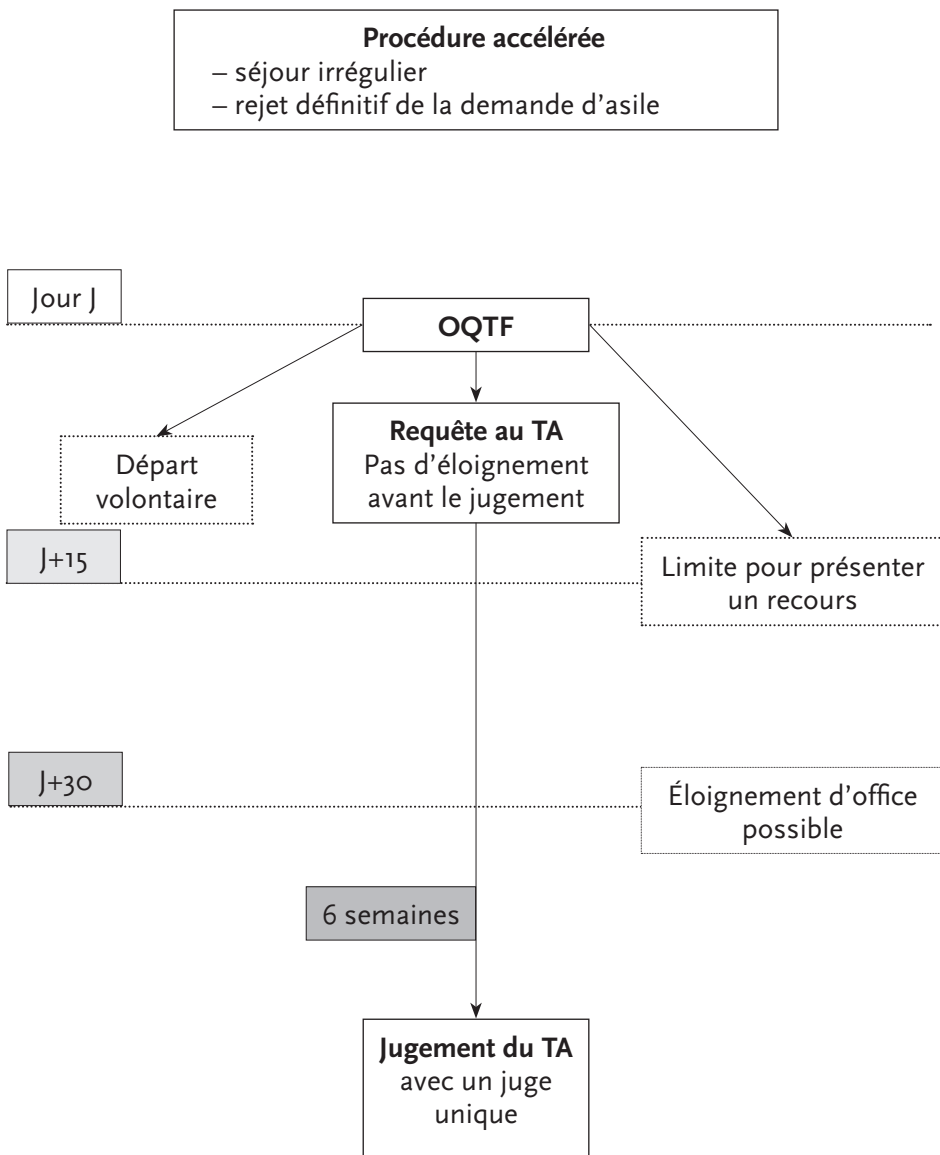 Procédure accélérée
– séjour irrégulier
– rejet définitif de la demande d'asile
Jour J
OQTF
Requête au TA
Pas d'éloignement
avant le jugement
Départ
volontaire
J+15
Limite pour présenter
un recours
J+30
Éloignement d'office
possible
6 semaines
Jugement du TA
avec un juge
unique